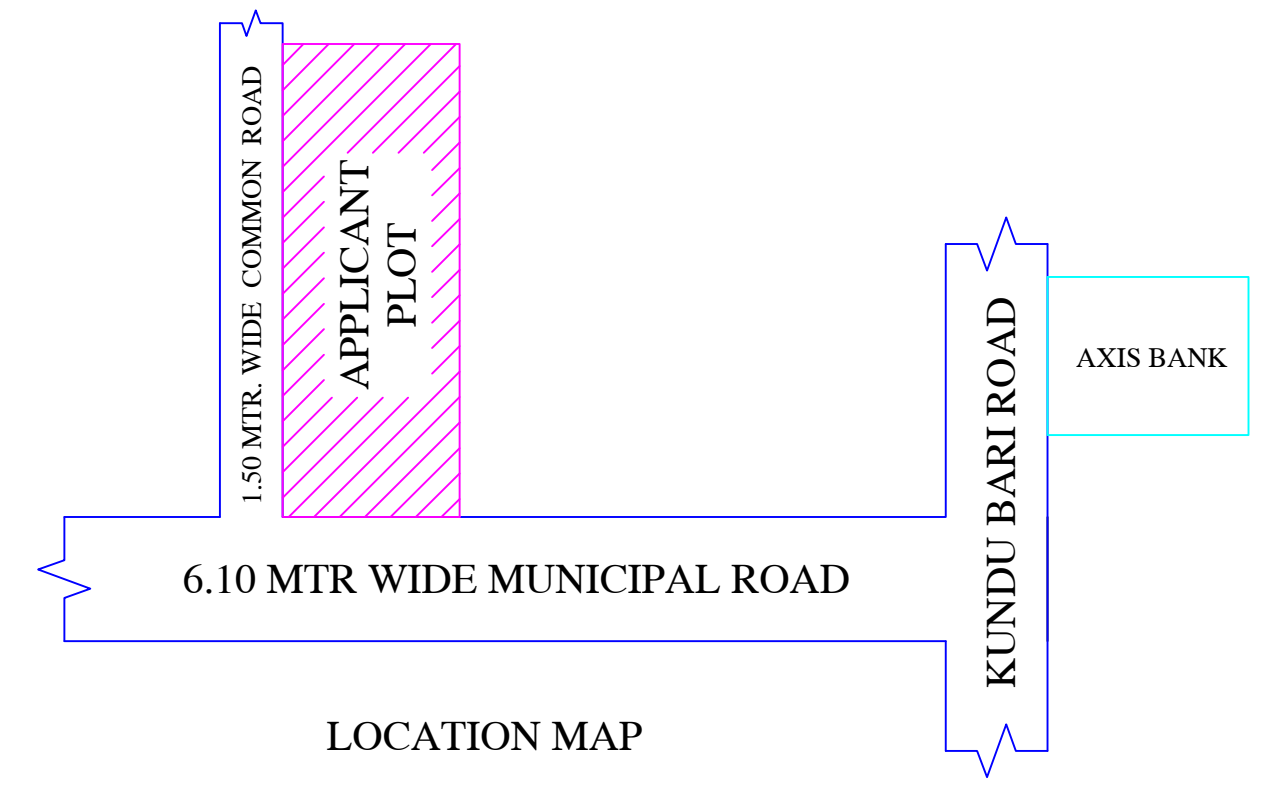 1.50 MTR. WIDE COMMON ROAD
APPLICANT
PLOT
KUNDU BARI ROAD
AXIS BANK
6.10 MTR WIDE MUNICIPAL ROAD
LOCATION MAP